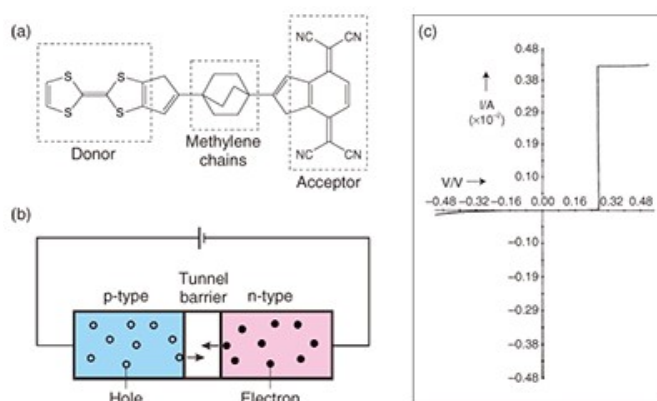 (a)
S
S
S
S
NC
CN
NC
CN
Donor
Methylene
chains
Acceptor
(b)
p-type
Tunnel
barrier
n-type
Hole
Electron
(c)
0.48
0.38
I/A
0.29
0.19
0.10
V/V
−0.48 −0.32 −0.16 0.00 0.16 0.32 0.48
−0.10
−0.19
−0.29
−0.38
−0.48